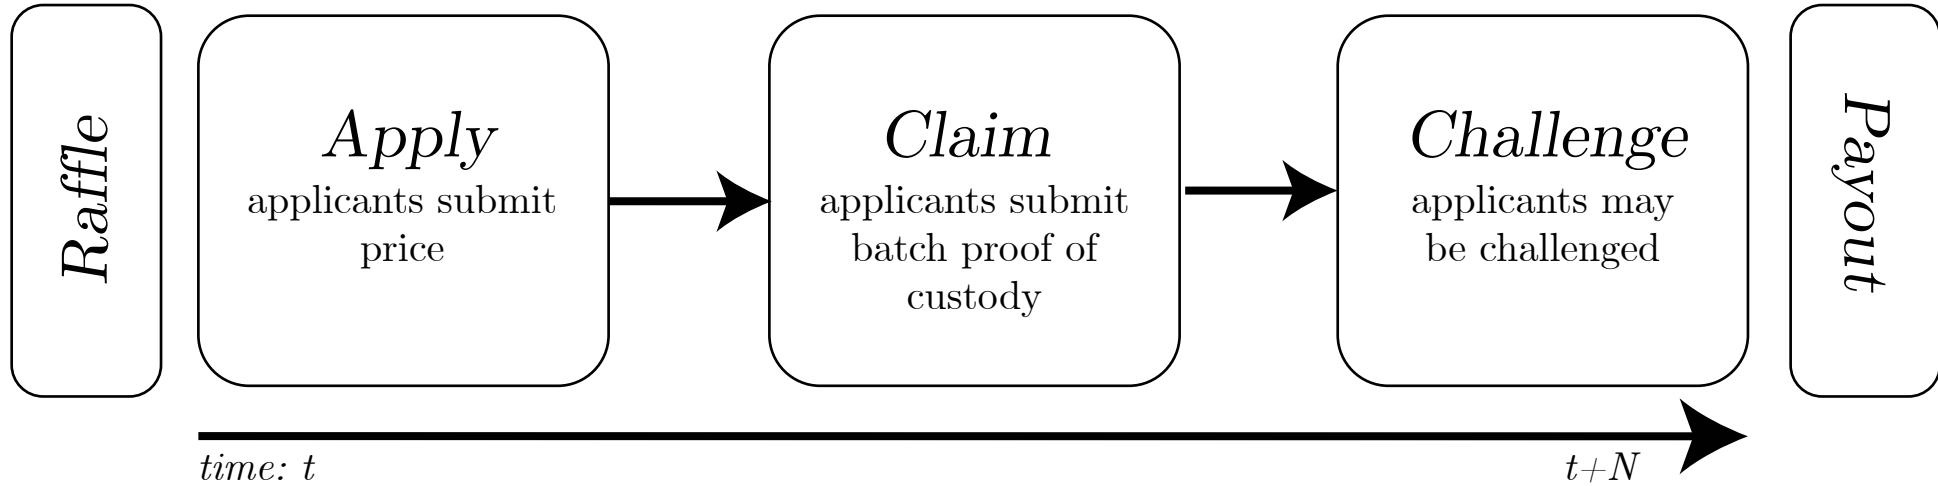 Raffle
Apply
applicants submit
price
Claim
applicants submit
batch proof of
custody
Challenge
applicants may
be challenged
Payout
time: t
t+N